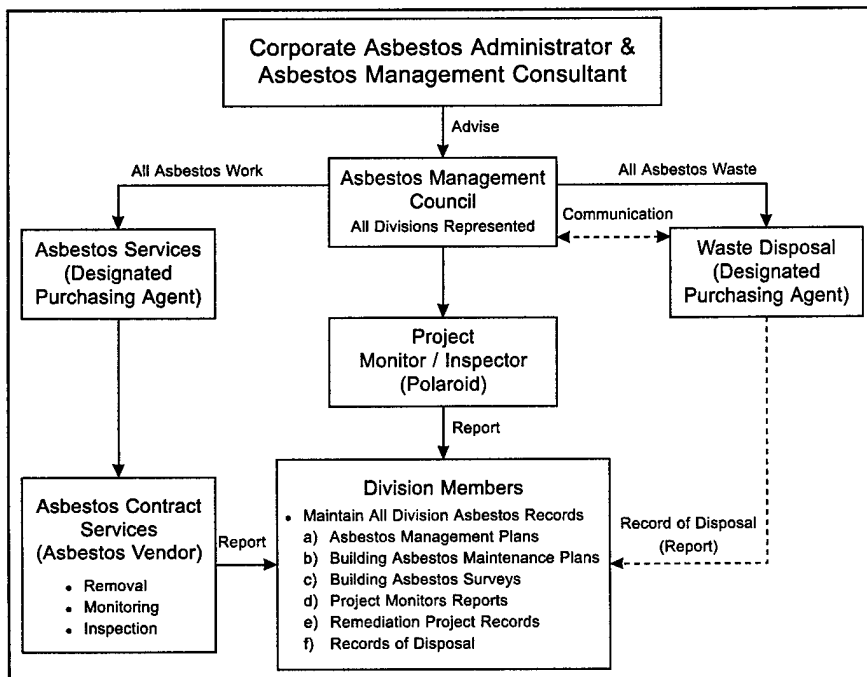 Corporate Asbestos Administrator &
Asbestos Management Consultant
Advise
All Asbestos Work
Asbestos Management
Council
All Divisions Represented
All Asbestos Waste
Communication
Asbestos Services
(Designated
Purchasing Agent)
Waste Disposal
(Designated
Purchasing Agent)
Project
Monitor / Inspector
(Polaroid)
Report
Asbestos Contract
Services
(Asbestos Vendor)
• Removal
• Monitoring
• Inspection
Report
Division Members
• Maintain All Division Asbestos Records
a) Asbestos Management Plans
b) Building Asbestos Maintenance Plans
c) Building Asbestos Surveys
d) Project Monitors Reports
e) Remediation Project Records
f) Records of Disposal
Record of Disposal
(Report)